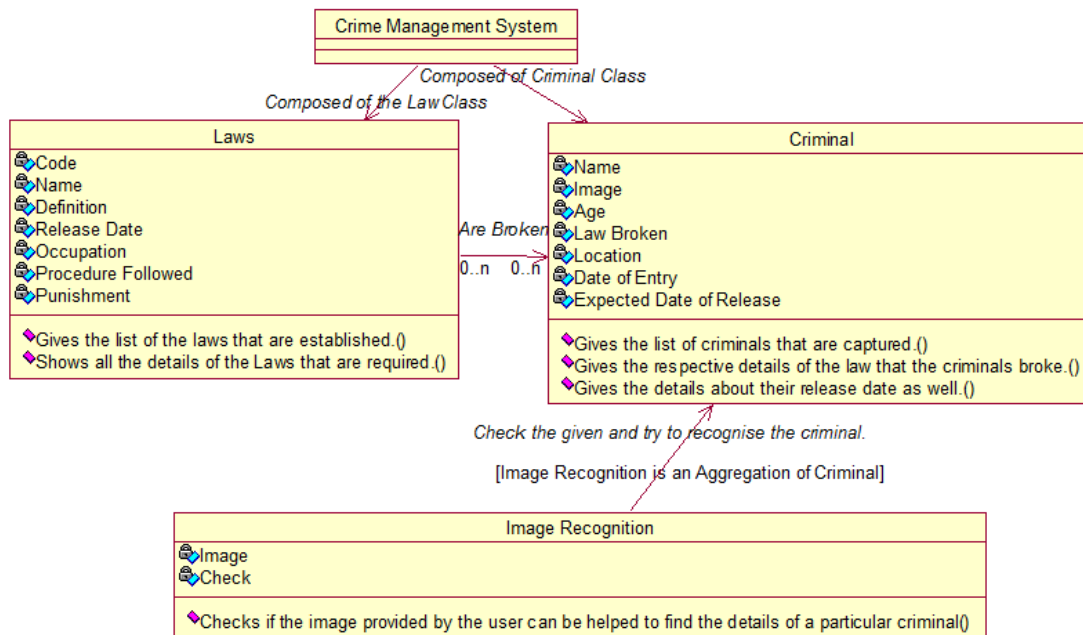 Crime Management System
Composed of Criminal Class
Composed of the Law Class
Laws
Code
Name
Definition
Release Date
Occupation
Procedure Followed
Punishment
Gives the list of the laws that are established.()
Shows all the details of the Laws that are required.()
Are Broken
0..n 0..n
Criminal
Name
Image
Age
Law Broken
Location
Date of Entry
Expected Date of Release
Gives the list of criminals that are captured.()
Gives the respective details of the law that the criminals broke.()
Gives the details about their release date as well.()
Check the given and try to recognise the criminal.
[Image Recognition is an Aggregation of Criminal]
Image Recognition
Image
Check
Checks if the image provided by the user can be helped to find the details of a particular criminal()